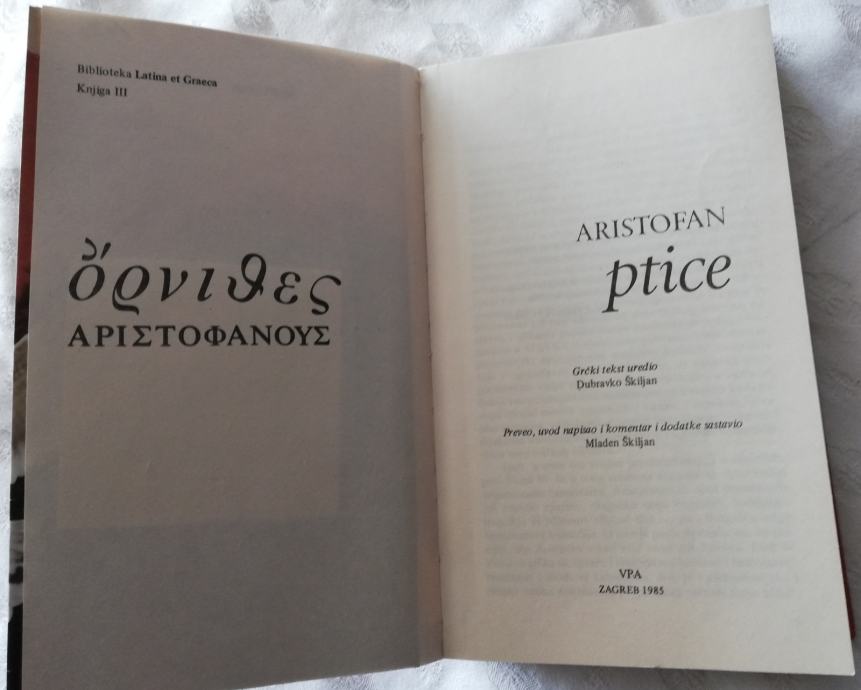 Biblioteka Latina et Graeca
Knjiga III
ὄρνιθες
ΑΡΙΣΤΟΦΑΝΟΥΣ
ARISTOFAN
ptice
Grčki tekst uredio
Dubravko Škiljan
Preveo, uvod napisao i komentar i dodatke sastavio
Mladen Škiljan
VPA
ZAGREB 1985